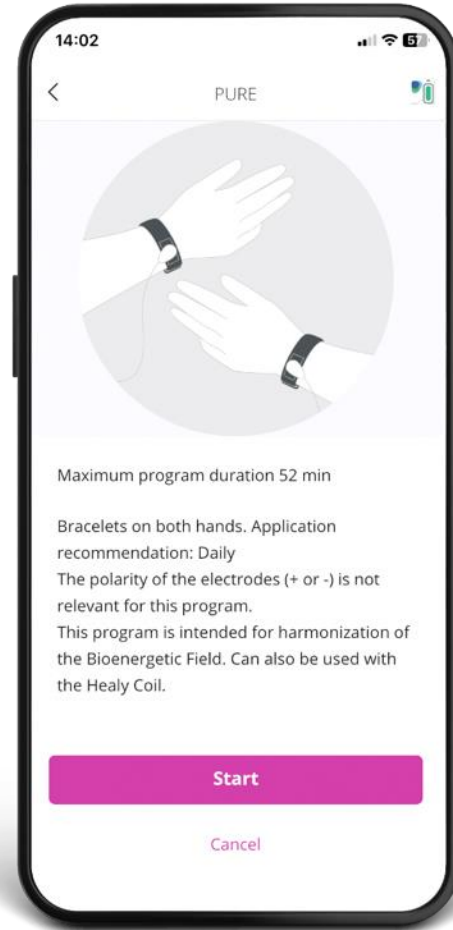 14:02
57
PURE
Maximum program duration 52 min
Bracelets on both hands. Application
recommendation: Daily
The polarity of the electrodes (+ or -) is not
relevant for this program.
This program is intended for harmonization of
the Bioenergetic Field. Can also be used with
the Healy Coil.
Start
Cancel